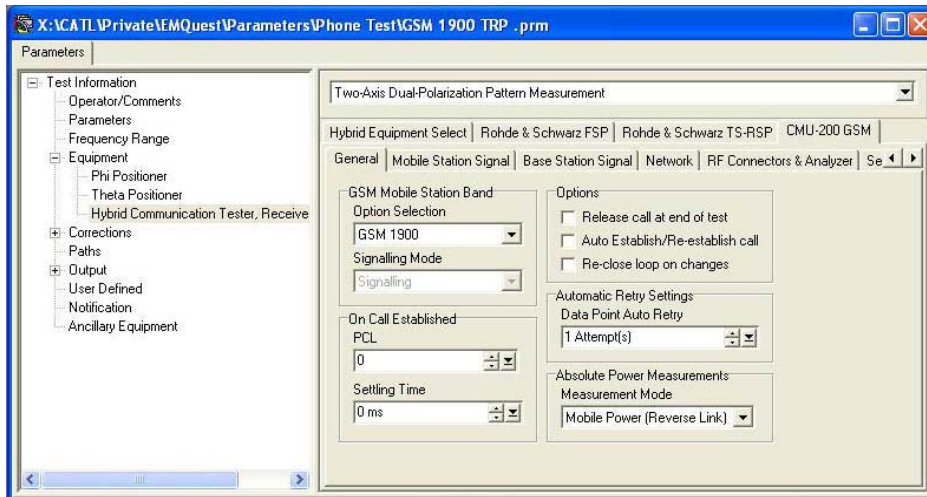 X:\CATL\Private\EMQuest\Parameters\Phone Test\GSM 1900 TRP .prm
Parameters
Test Information
Operator/Comments
Parameters
Frequency Range
Equipment
Phi Positioner
Theta Positioner
Hybrid Communication Tester, Receive
Corrections
Paths
Output
User Defined
Notification
Ancillary Equipment
Two-Axis Dual-Polarization Pattern Measurement
Hybrid Equipment Select Rohde & Schwarz FSP Rohde & Schwarz TS-RSP CMU-200 GSM
General Mobile Station Signal Base Station Signal Network RF Connectors & Analyzer Se
GSM Mobile Station Band
Option Selection
GSM 1900
Signalling Mode
Signalling
On Call Established
PCL
0
Settling Time
0 ms
Options
Release call at end of test
Auto Establish/Re-establish call
Re-close loop on changes
Automatic Retry Settings
Data Point Auto Retry
1 Attempt(s)
Absolute Power Measurements
Measurement Mode
Mobile Power (Reverse Link)